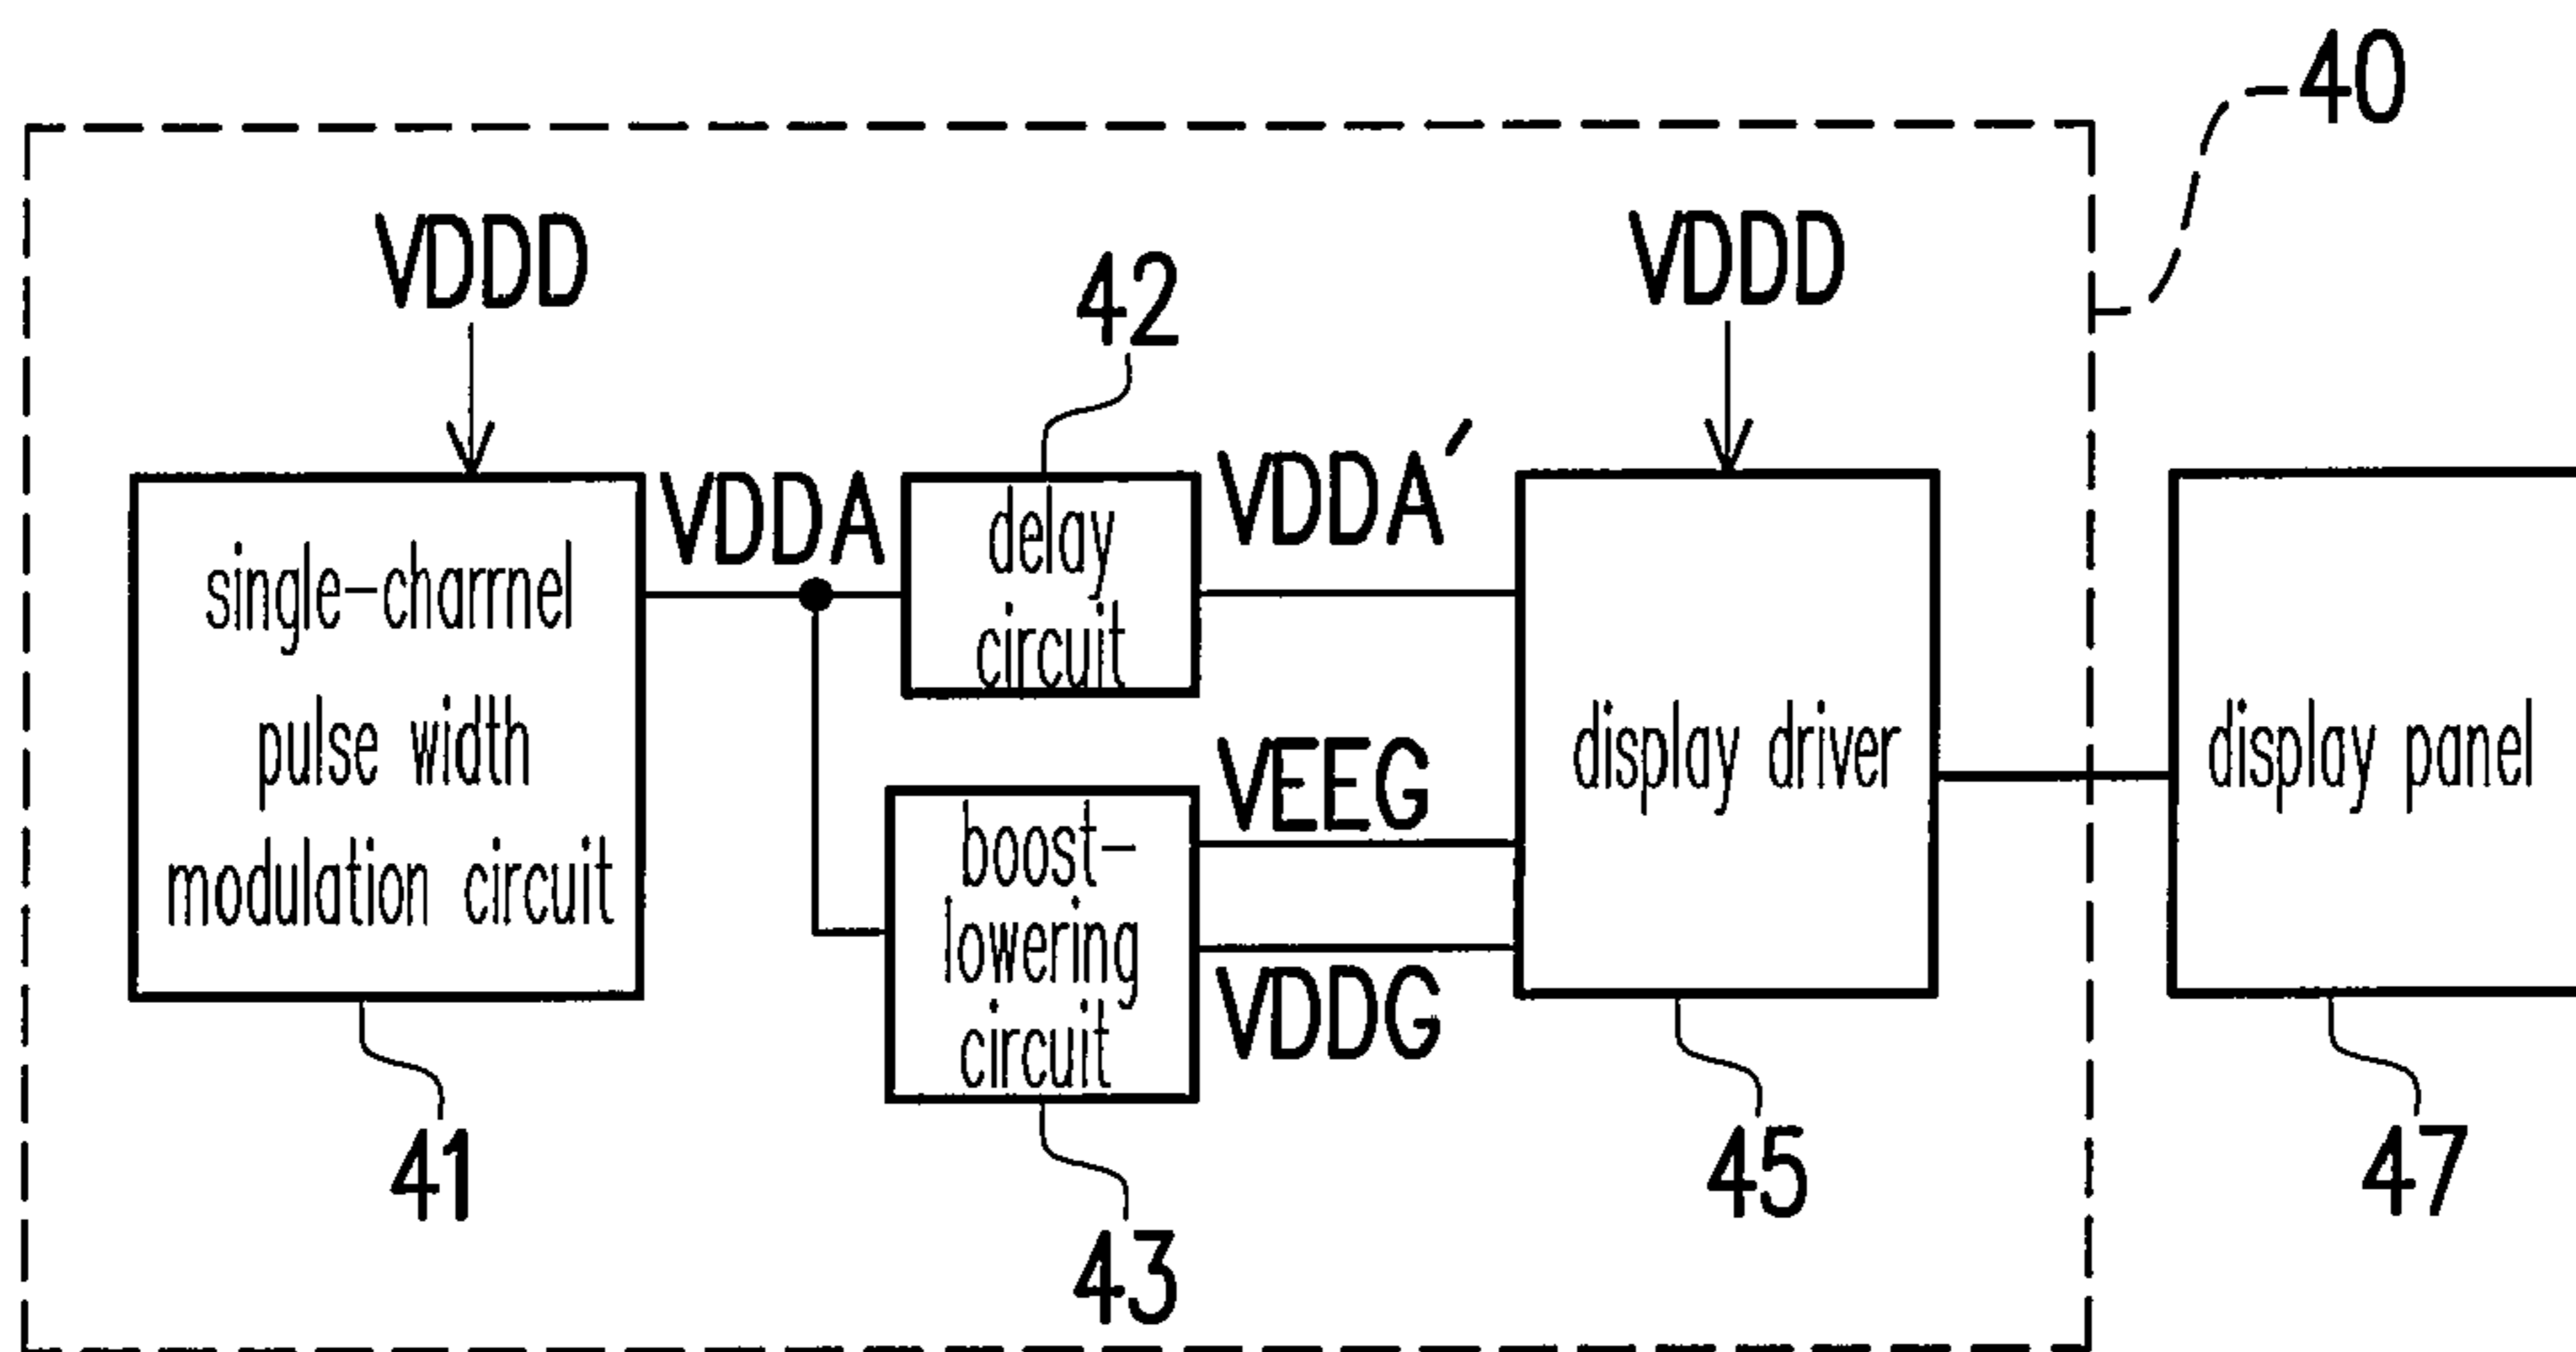 40
VDDD
VDDD
42
VDDA
VDDA′
single-charrnel
pulse width
modulation circuit
delay
circuit
display driver
display panel
VEEG
boost-
lowering
circuit
VDDG
41
43
45
47